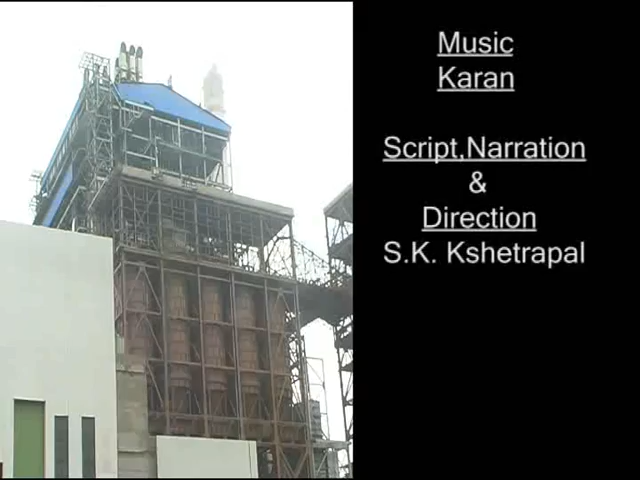 Music
Karan
Script,Narration
&
Direction
S.K. Kshetrapal